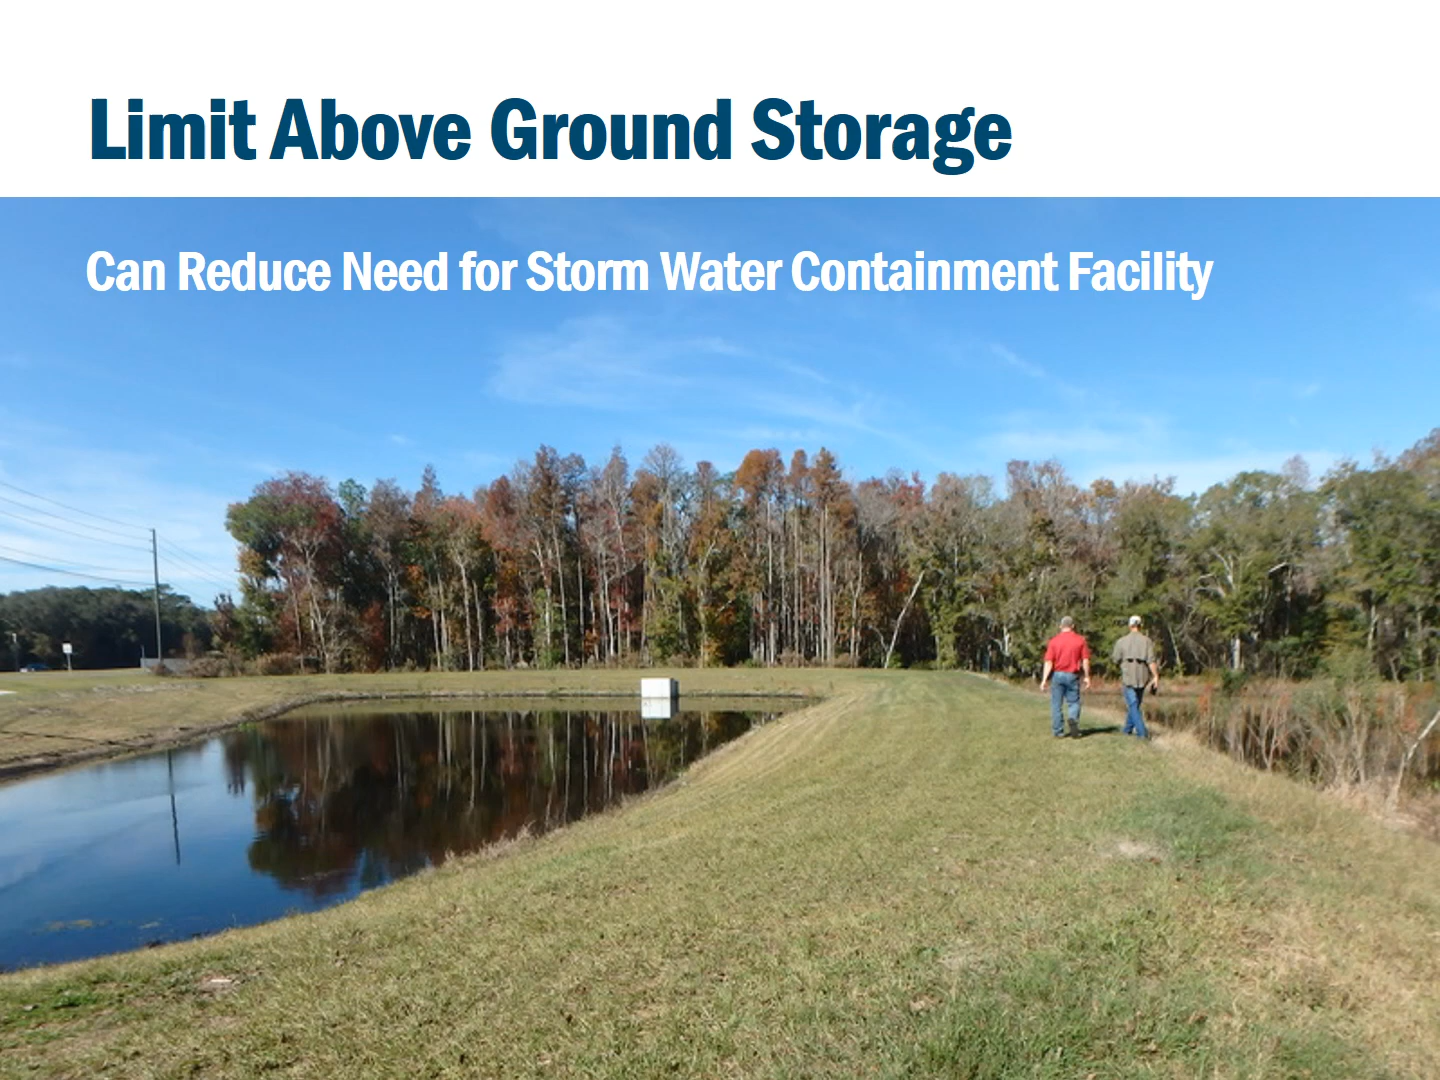 Limit Above Ground Storage
Can Reduce Need for Storm Water Containment Facility